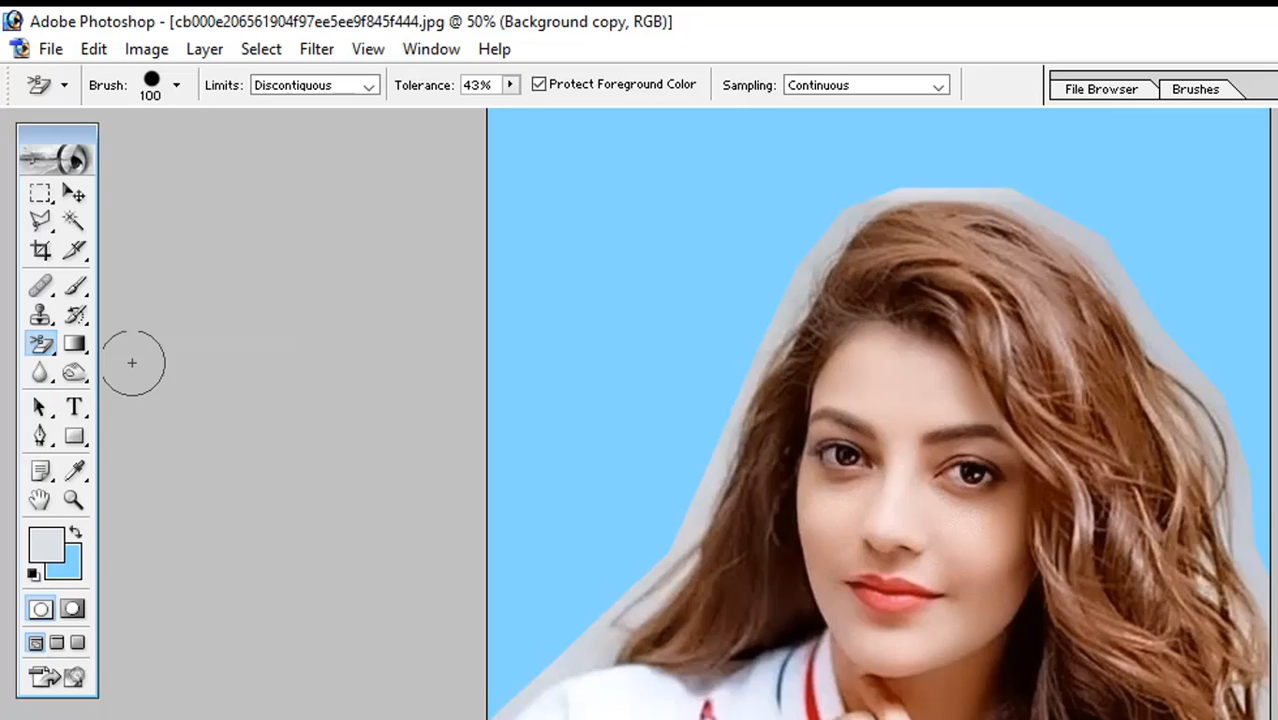 Adobe Photoshop - [cb000e206561904f97ee5ee9f845f444.jpg @ 50% (Background copy, RGB)]
File Edit Image Layer Select Filter View Window Help
Brush: 100 Limits: Discontiguous Tolerance: 43% Protect Foreground Color Sampling: Continuous File Browser Brushes
T